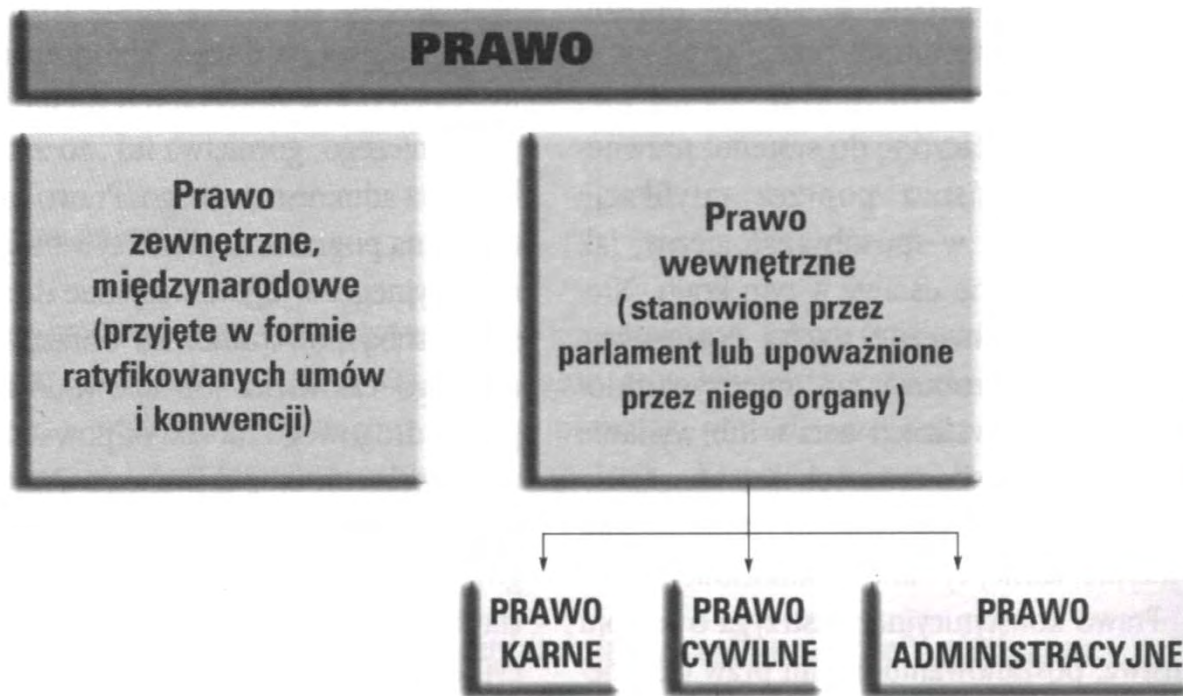 PRAWO
Prawo
zewnętrzne,
międzynarodowe
(przyjęte w formie
ratyfikowanych umów
i konwencji)
Prawo
wewnętrzne
(stanowione przez
parlament lub upoważnione
przez niego organy)
PRAWO
KARNE
PRAWO
CYWILNE
PRAWO
ADMINISTRACYJNE